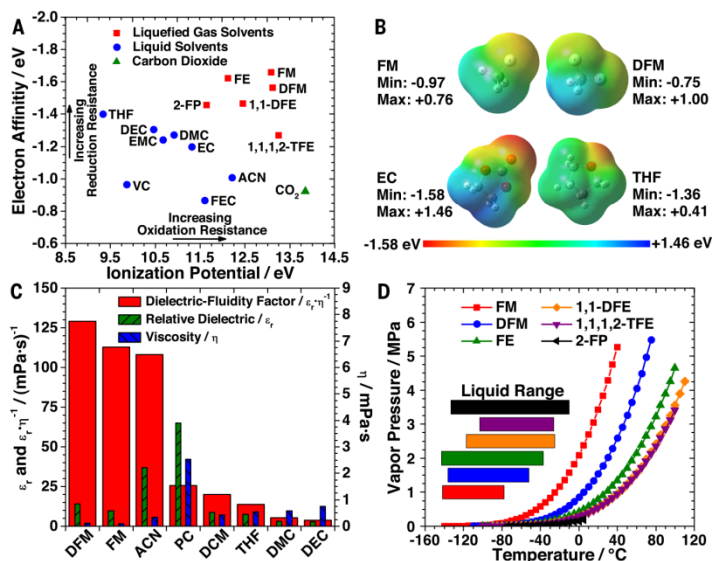 A
Liquefied Gas Solvents
Liquid Solvents
Carbon Dioxide
Electron Affinitiy / eV
-2.0
-1.8
-1.6
-1.4
-1.2
-1.0
-0.8
-0.6
Increasing
Reduction Resistance
FE
FM
DFM
2-FP
1,1-DFE
THF
DEC
DMC
EMC
EC
1,1,1,2-TFE
VC
ACN
FEC
CO2
Increasing
Oxidation Resistance
8.5 9.5 10.5 11.5 12.5 13.5 14.5
Ionization Potential / eV
B
FM
Min: -0.97
Max: +0.76
DFM
Min: -0.75
Max: +1.00
EC
Min: -1.58
Max: +1.46
THF
Min: -1.36
Max: +0.41
-1.58 eV
+1.46 eV
C
Dielectric-Fluidity Factor / εr·η-1
Relative Dielectric / εr
Viscosity / η
εr and εr·η-1 / (mPa·s)-1
150
125
100
75
50
25
0
9
8
7
6
5
4
3
2
1
0
η / mPa·s
DFM FM ACN PC DCM THF DMC DEC
D
FM
DFM
FE
1,1-DFE
1,1,1,2-TFE
2-FP
Liquid Range
Vapor Pressure / MPa
6
5
4
3
2
1
0
-140 -100 -60 -20 0 40 80 120
Temperature / °C